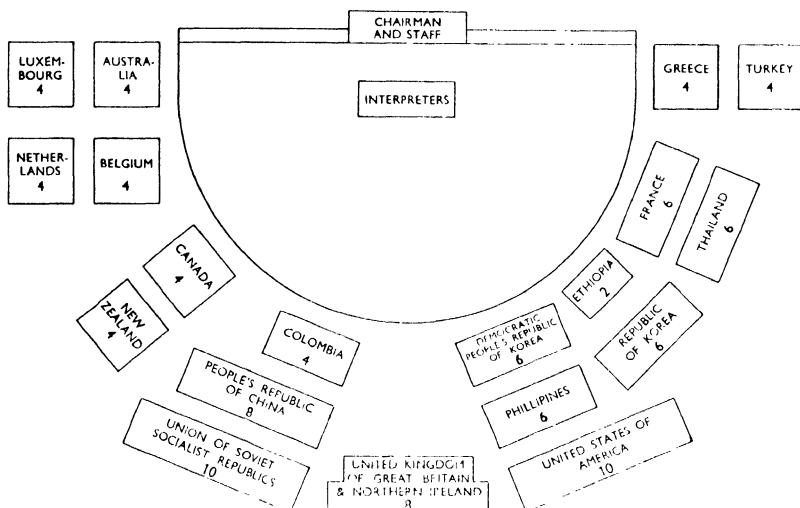 CHAIRMAN
AND STAFF
INTERPRETERS
LUXEM-
BOURG
4
AUSTRA-
LIA
4
GREECE
4
TURKEY
4
NETHER-
LANDS
4
BELGIUM
4
FRANCE
6
THAILAND
6
CANADA
4
ETHIOPIA
2
NEW
ZEALAND
4
COLOMBIA
4
DEMOCRATIC
PEOPLE'S REPUBLIC
OF KOREA
6
REPUBLIC
OF KOREA
6
PEOPLE'S REPUBLIC
OF CHINA
8
PHILLIPINES
6
UNION OF SOVIET
SOCIALIST REPUBLICS
10
UNITED KINGDOM
OF GREAT BRITAIN
& NORTHERN IRELAND
8
UNITED STATES OF
AMERICA
10